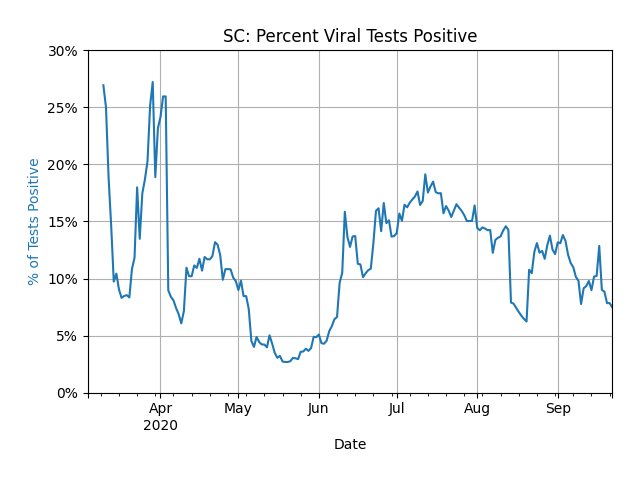 SC: Percent Viral Tests Positive
30%
25%
20%
15%
10%
5%
0%
% of Tests Positive
Apr May Jun Jul Aug Sep
2020
Date